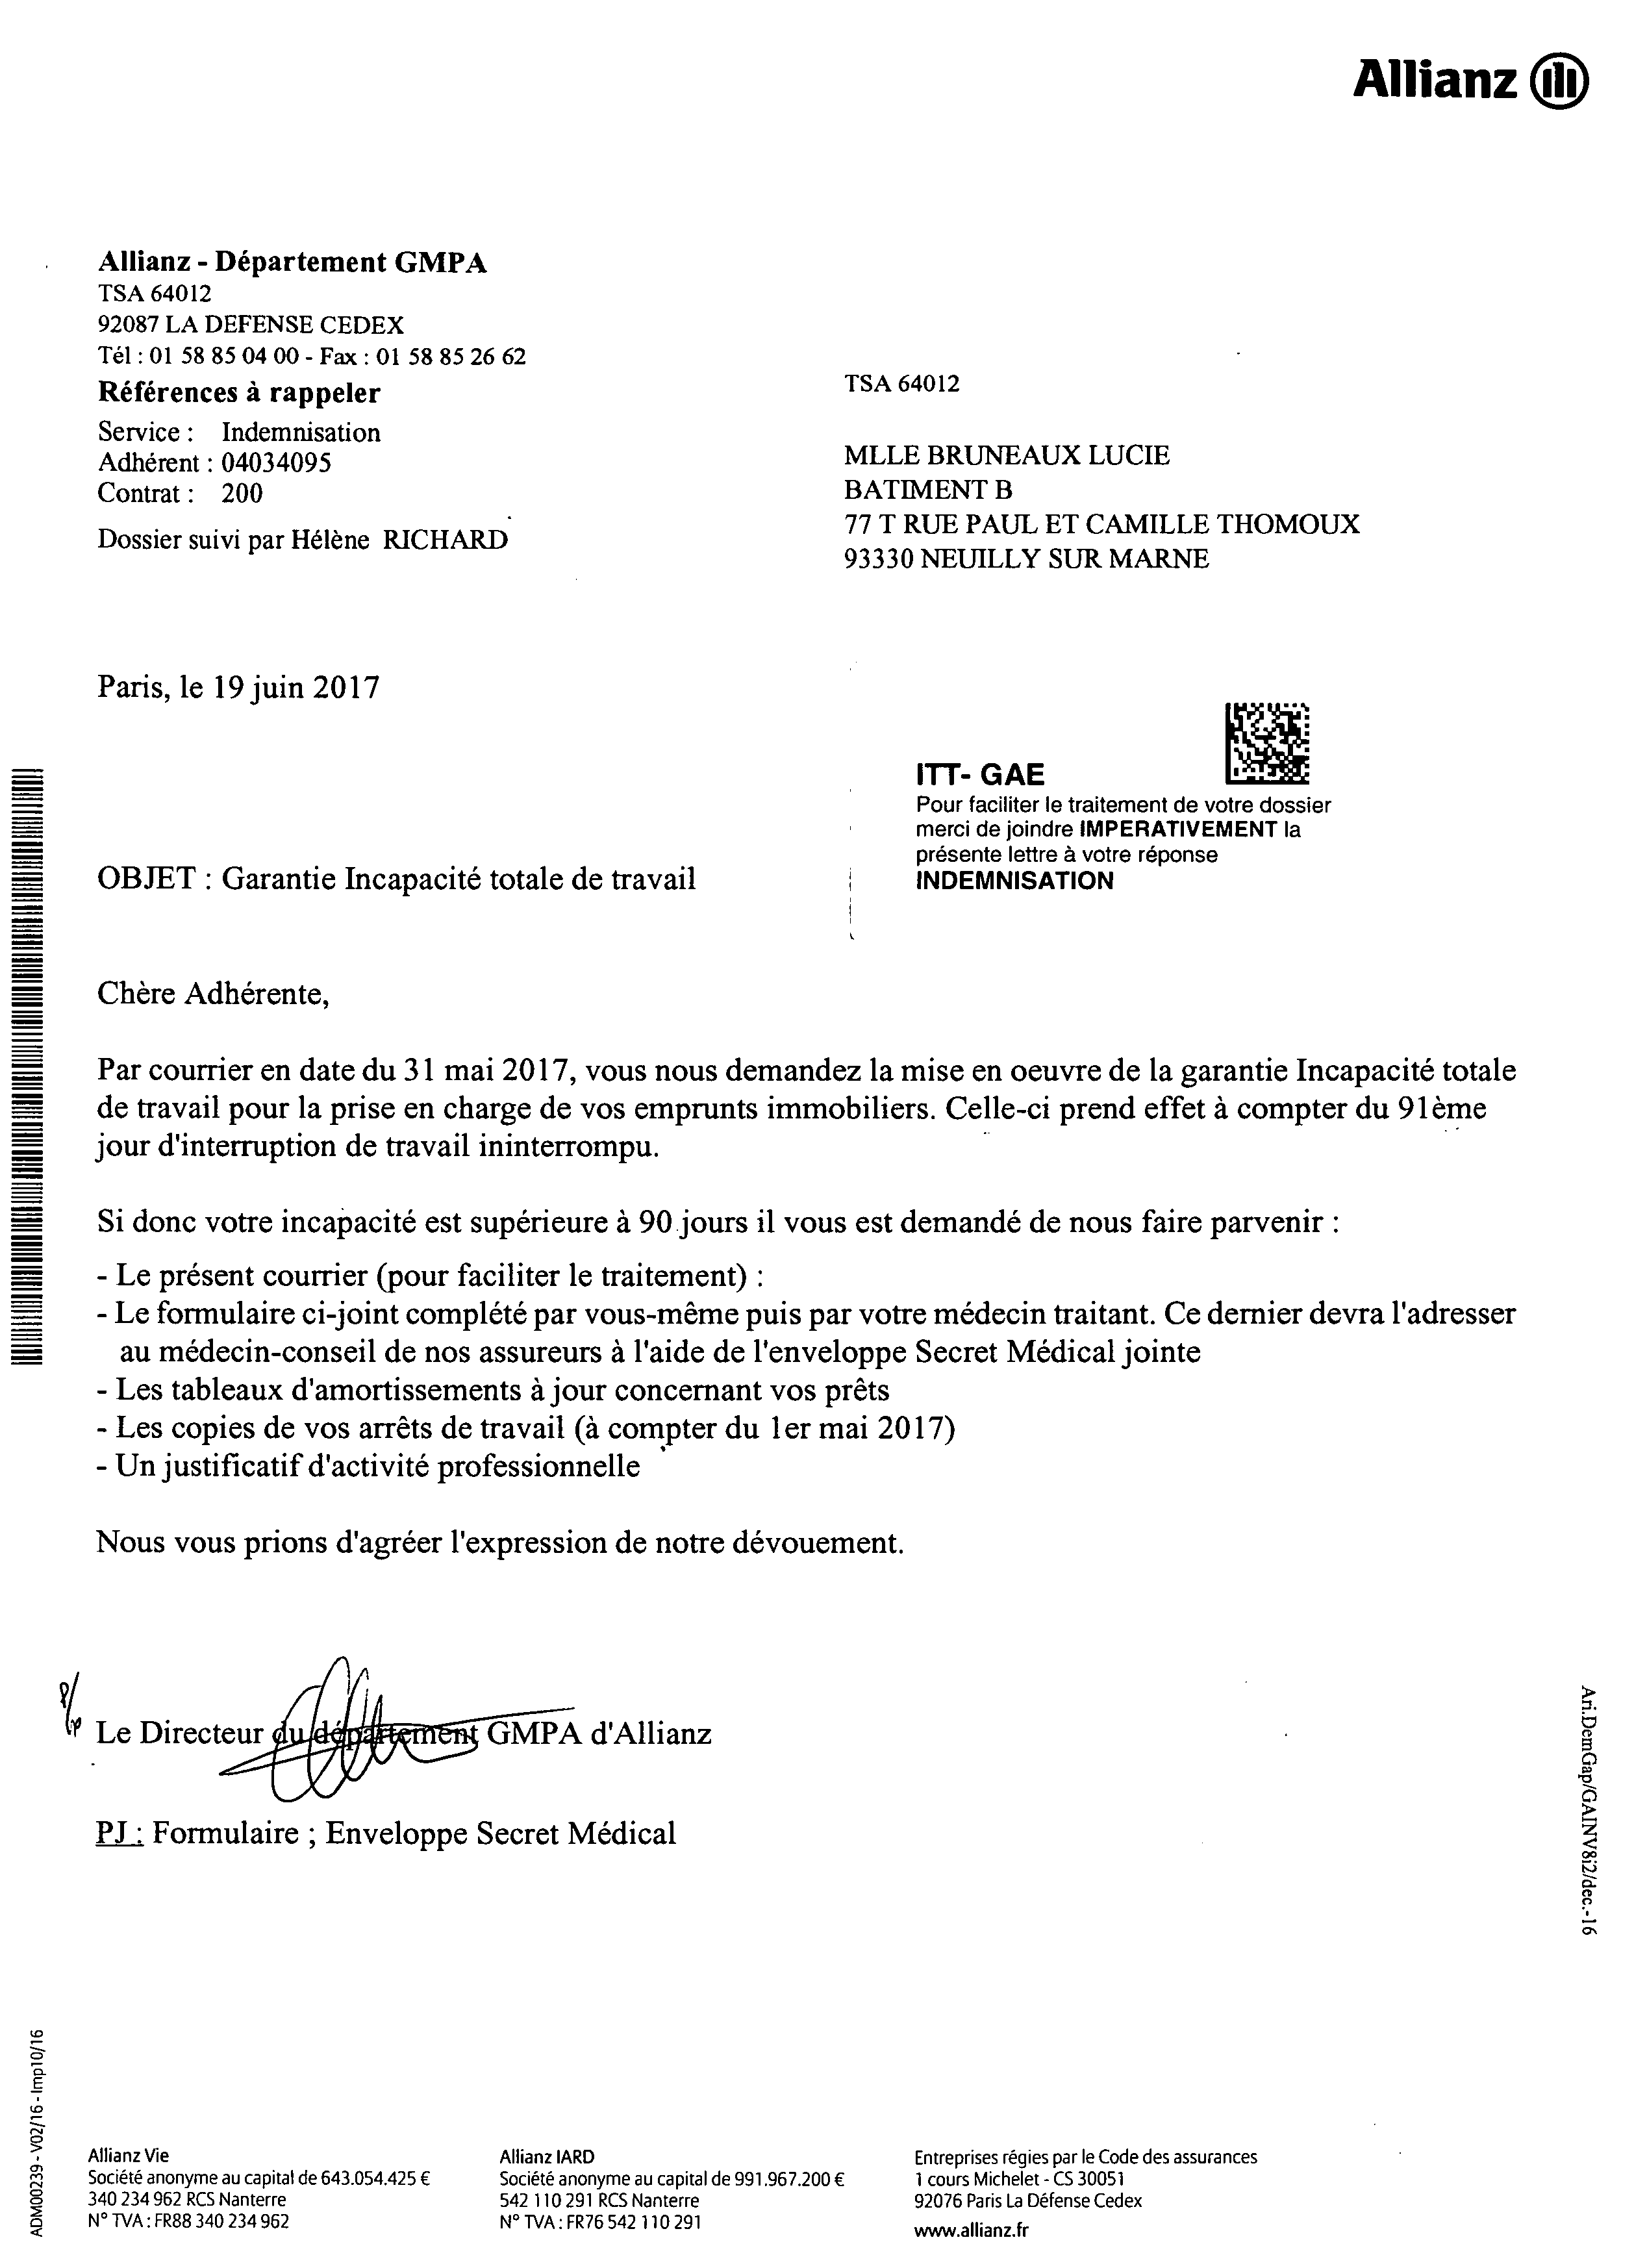 Allianz
Allianz - Département GMPA
TSA 64012
92087 LA DEFENSE CEDEX
Tél : 01 58 85 04 00 - Fax : 01 58 85 26 62
Références à rappeler
Service : Indemnisation
Adhérent : 04034095
Contrat : 200
Dossier suivi par Hélène RICHARD
TSA 64012
MLLE BRUNEAUX LUCIE
BATIMENT B
77 T RUE PAUL ET CAMILLE THOMOUX
93330 NEUILLY SUR MARNE
Paris, le 19 juin 2017
ITT- GAE
Pour faciliter le traitement de votre dossier
merci de joindre IMPERATIVEMENT la
présente lettre à votre réponse
INDEMNISATION
OBJET : Garantie Incapacité totale de travail
Chère Adhérente,
Par courrier en date du 31 mai 2017, vous nous demandez la mise en oeuvre de la garantie Incapacité totale
de travail pour la prise en charge de vos emprunts immobiliers. Celle-ci prend effet à compter du 91ème
jour d'interruption de travail ininterrompu.
Si donc votre incapacité est supérieure à 90 jours il vous est demandé de nous faire parvenir :
- Le présent courrier (pour faciliter le traitement) :
- Le formulaire ci-joint complété par vous-même puis par votre médecin traitant. Ce dernier devra l'adresser
au médecin-conseil de nos assureurs à l'aide de l'enveloppe Secret Médical jointe
- Les tableaux d'amortissements à jour concernant vos prêts
- Les copies de vos arrêts de travail (à compter du 1er mai 2017)
- Un justificatif d'activité professionnelle
Nous vous prions d'agréer l'expression de notre dévouement.
Le Directeur du département GMPA d'Allianz
PJ : Formulaire ; Enveloppe Secret Médical
Ari.DemGap/GAINV8i2/dec.-16
ADM00239 - V02/16 - Imp10/16
Allianz Vie
Société anonyme au capital de 643.054.425 €
340 234 962 RCS Nanterre
N° TVA : FR88 340 234 962
Allianz IARD
Société anonyme au capital de 991.967.200 €
542 110 291 RCS Nanterre
N° TVA : FR76 542 110 291
Entreprises régies par le Code des assurances
1 cours Michelet - CS 30051
92076 Paris La Défense Cedex
www.allianz.fr